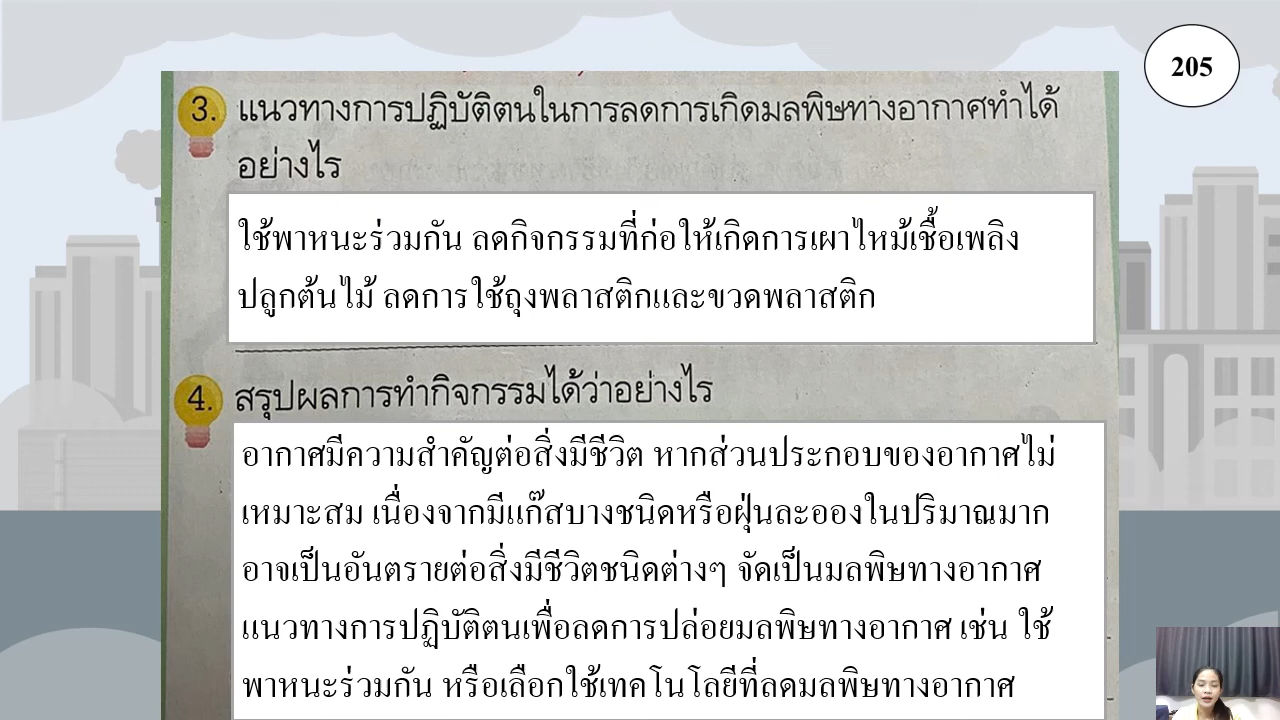 205
3. แนวทางการปฏิบัติตนในการลดการเกิดมลพิษทางอากาศทำได้
อย่างไร
ใช้พาหนะร่วมกัน ลดกิจกรรมที่ก่อให้เกิดการเผาไหม้เชื้อเพลิง
ปลูกต้นไม้ ลดการใช้ถุงพลาสติกและขวดพลาสติก
4. สรุปผลการทำกิจกรรมได้ว่าอย่างไร
อากาศมีความสำคัญต่อสิ่งมีชีวิต หากส่วนประกอบของอากาศไม่
เหมาะสม เนื่องจากมีแก๊สบางชนิดหรือฝุ่นละอองในปริมาณมาก
อาจเป็นอันตรายต่อสิ่งมีชีวิตชนิดต่างๆ จัดเป็นมลพิษทางอากาศ
แนวทางการปฏิบัติตนเพื่อลดการปล่อยมลพิษทางอากาศ เช่น ใช้
พาหนะร่วมกัน หรือเลือกใช้เทคโนโลยีที่ลดมลพิษทางอากาศ